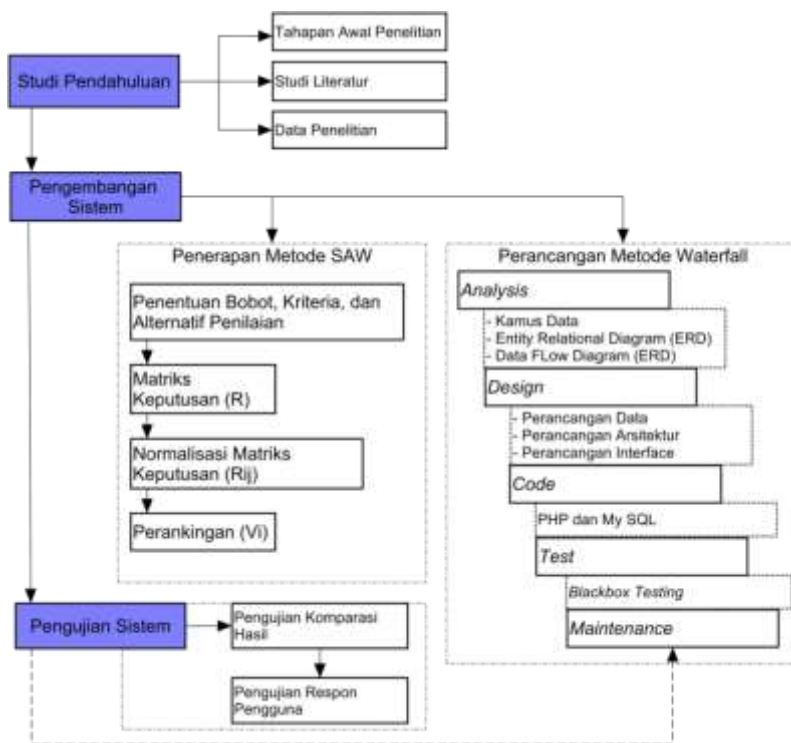 Studi Pendahuluan
Tahapan Awal Penelitian
Studi Literatur
Data Penelitian
Pengembangan
Sistem
Penerapan Metode SAW
Penentuan Bobot, Kriteria, dan
Alternatif Penilaian
Matriks
Keputusan (R)
Normalisasi Matriks
Keputusan (Rij)
Perankingan (Vi)
Perancangan Metode Waterfall
Analysis
- Kamus Data
- Entity Relational Diagram (ERD)
- Data FLow Diagram (ERD)
Design
- Perancangan Data
- Perancangan Arsitektur
- Perancangan Interface
Code
PHP dan My SQL
Test
Blackbox Testing
Maintenance
Pengujian Sistem
Pengujian Komparasi
Hasil
Pengujian Respon
Pengguna